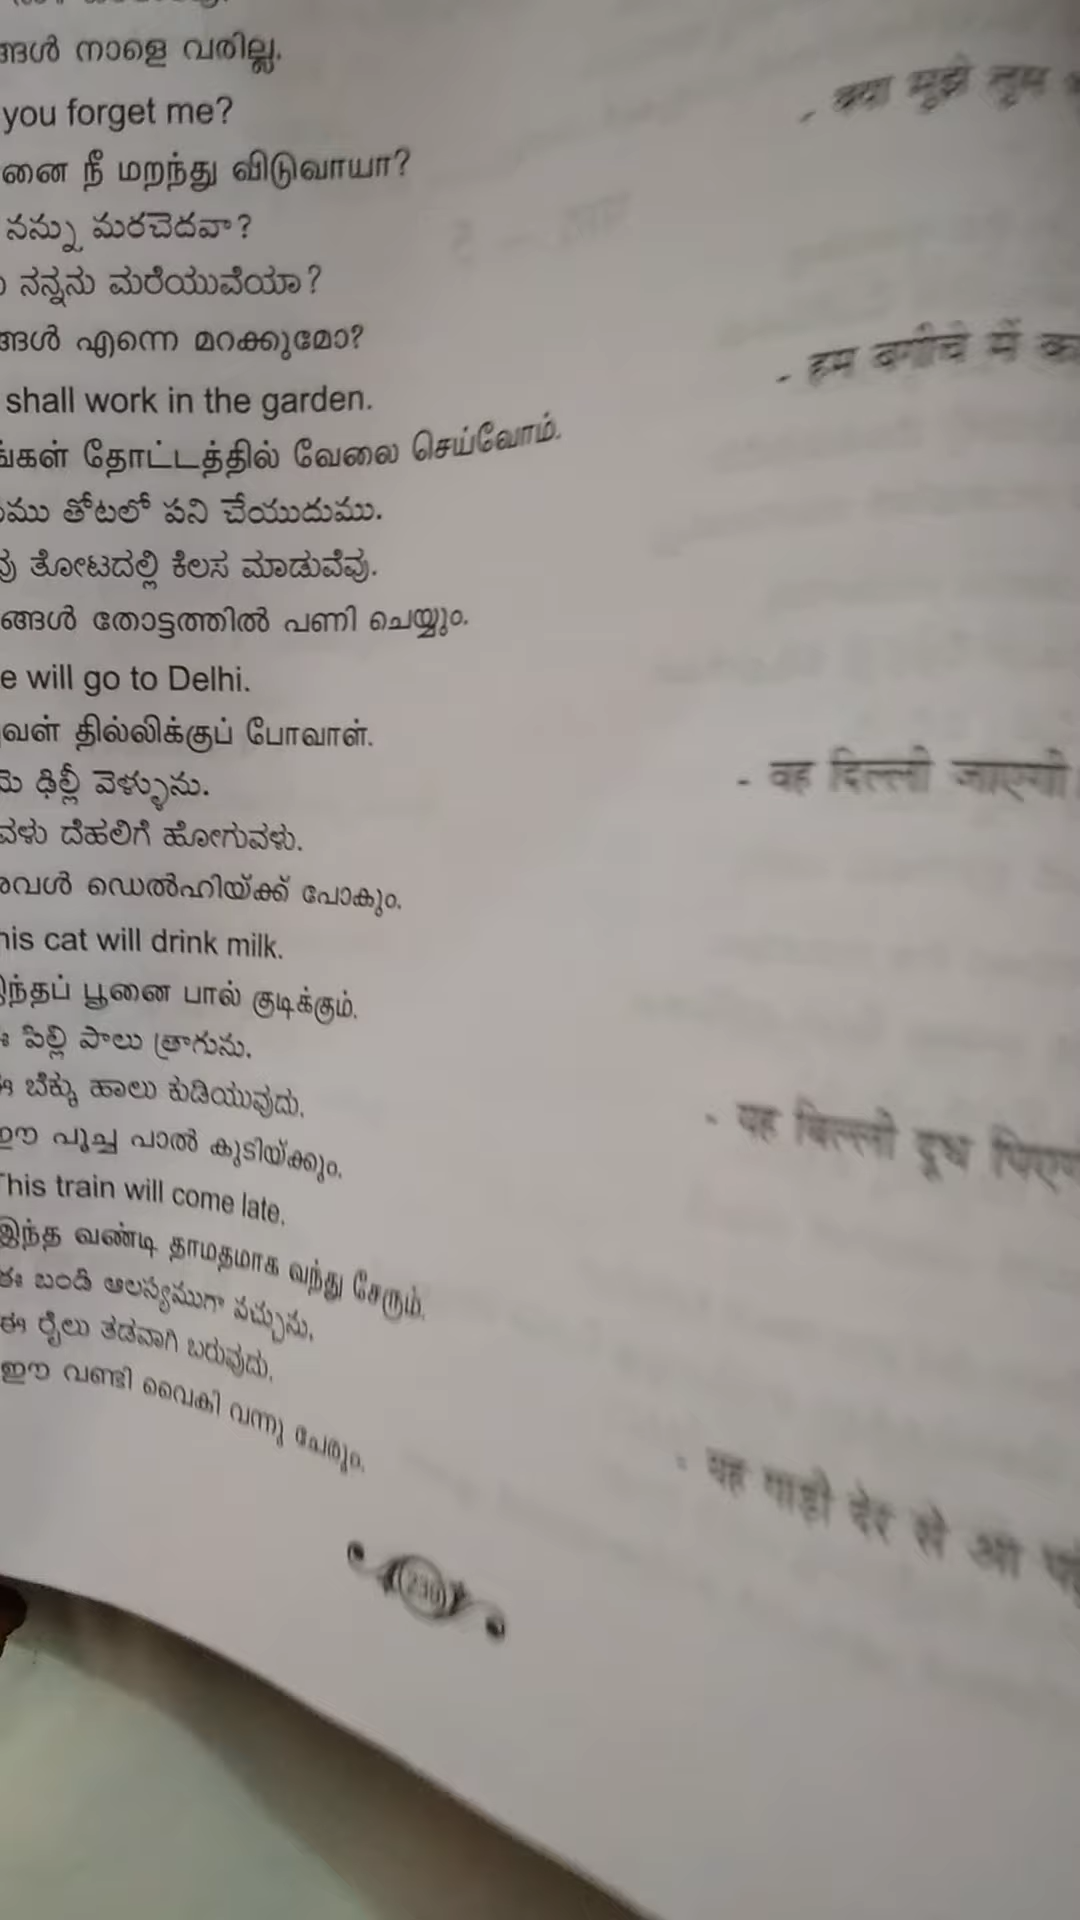 ങ്ങൾ നാളെ വരില്ല.
you forget me? - क्या मुझे तुम
னை நீ மறந்து விடுவாயா?
నన్ను మరచెదవా?
ನನ್ನನು ಮರೆಯುವೆಯಾ?
ങ്ങൾ എന്നെ മറക്കുമോ?
shall work in the garden. - हम बगीचे में
ங்கள் தோட்டத்தில் வேலை செய்வோம்.
ము తోటలో పని చేయుదుము.
ವು ತೋಟದಲ್ಲಿ ಕೆಲಸ ಮಾಡುವೆವು.
ങ്ങൾ തോട്ടത്തിൽ പണി ചെയ്യും.
e will go to Delhi. - वह दिल्ली जाएगी।
வள் தில்லிக்குப் போவாள்.
మె ఢిల్లీ వెళ్ళును.
ವಳು ದೆಹಲಿಗೆ ಹೋಗುವಳು.
വൾ ഡെൽഹിയ്ക്ക് പോകും.
his cat will drink milk. - यह बिल्ली दूध
இந்தப் பூனை பால் குடிக்கும்.
ఈ పిల్లి పాలు త్రాగును.
ಈ ಬೆಕ್ಕು ಹಾಲು ಕುಡಿಯುವುದು.
ഈ പൂച്ച പാൽ കുടിയ്ക്കും.
This train will come late. - यह गाड़ी देर से आ
இந்த வண்டி தாமதமாக வந்து சேரும்.
ఈ బండి ఆలస్యముగా వచ్చును.
ಈ ರೈಲು ತಡವಾಗಿ ಬರುವುದು.
ഈ വണ്ടി വൈകി വന്നു ചേരും.
230